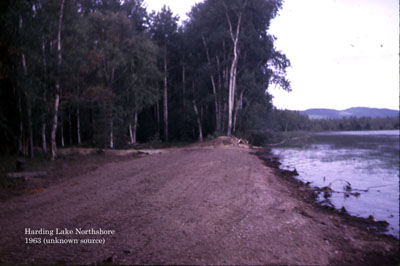 Harding Lake Northshore
1963 (unknown source)